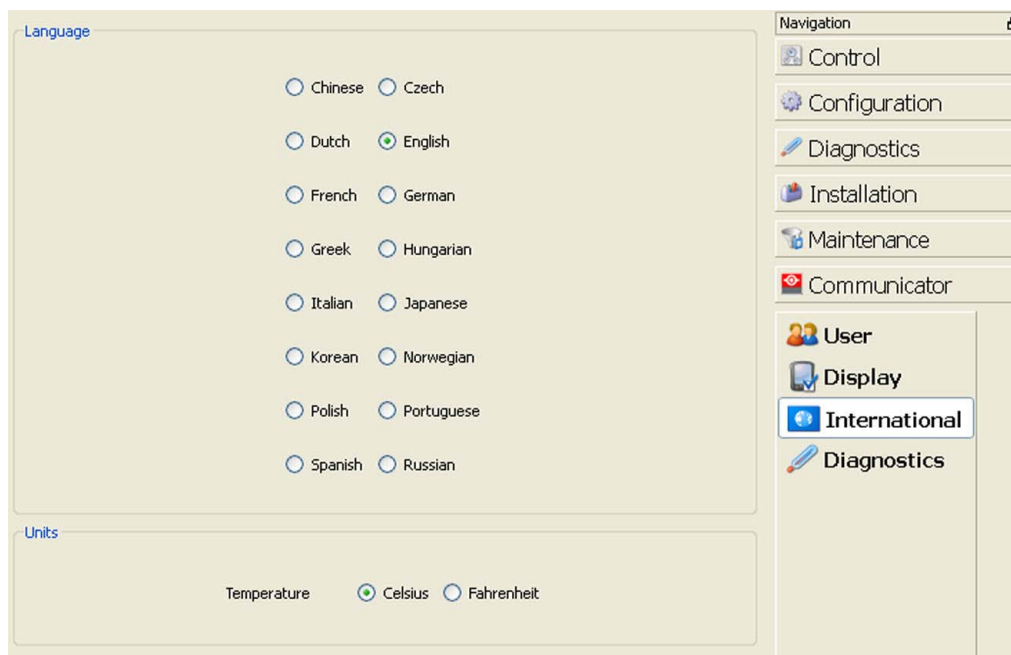 Language
Chinese Czech
Dutch English
French German
Greek Hungarian
Italian Japanese
Korean Norwegian
Polish Portuguese
Spanish Russian
Units
Temperature Celsius Fahrenheit
Navigation
Control
Configuration
Diagnostics
Installation
Maintenance
Communicator
User
Display
International
Diagnostics